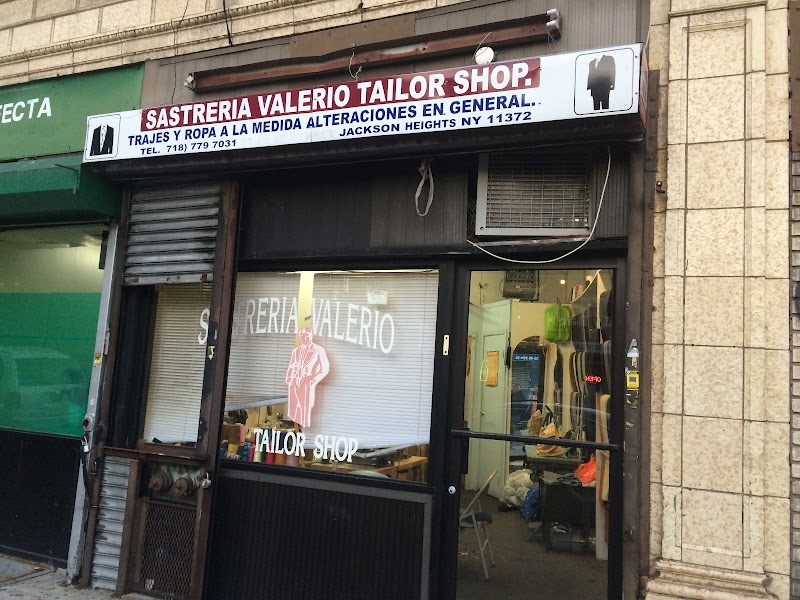 FECTA
SASTRERIA VALERIO TAILOR SHOP.
TRAJES Y ROPA A LA MEDIDA ALTERACIONES EN GENERAL.
TEL. 718) 779 7031
JACKSON HEIGHTS NY 11372
SASTRERIA VALERIO
TAILOR SHOP